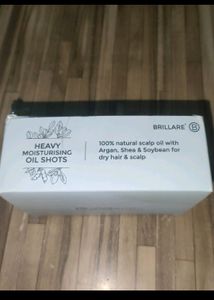 BRILLARE B
HEAVY
MOISTURISING
OIL SHOTS
100% natural scalp oil with
Argan, Shea & Soybean for
dry hair & scalp